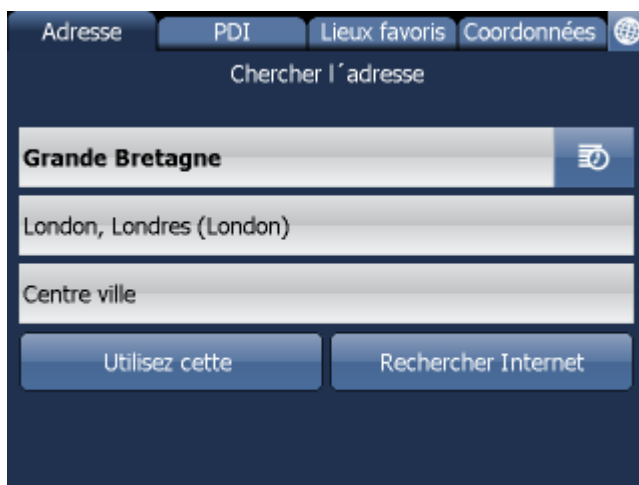 Adresse PDI Lieux favoris Coordonnées
Chercher l´adresse
Grande Bretagne
London, Londres (London)
Centre ville
Utilisez cette Rechercher Internet